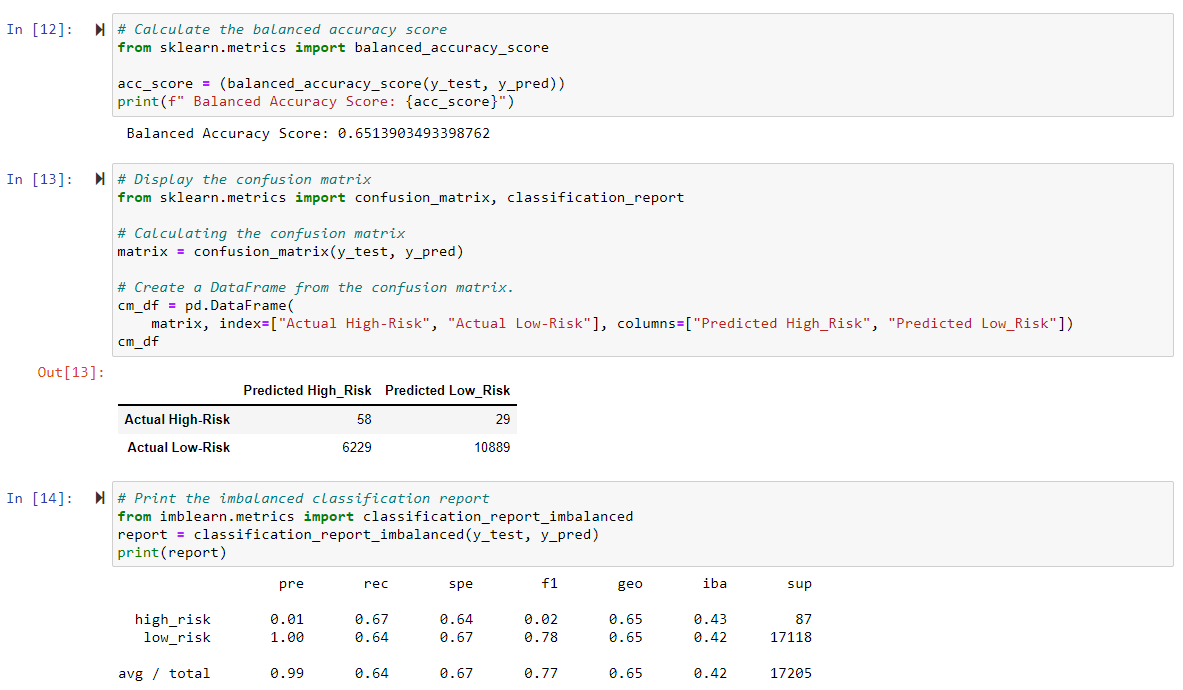 In [12]:
# Calculate the balanced accuracy score
from sklearn.metrics import balanced_accuracy_score
acc_score = (balanced_accuracy_score(y_test, y_pred))
print(f" Balanced Accuracy Score: {acc_score}")
Balanced Accuracy Score: 0.6513903493398762
In [13]:
# Display the confusion matrix
from sklearn.metrics import confusion_matrix, classification_report
# Calculating the confusion matrix
matrix = confusion_matrix(y_test, y_pred)
# Create a DataFrame from the confusion matrix.
cm_df = pd.DataFrame(
matrix, index=["Actual High-Risk", "Actual Low-Risk"], columns=["Predicted High_Risk", "Predicted Low_Risk"])
cm_df
Out[13]:
Predicted High_Risk Predicted Low_Risk
Actual High-Risk 58 29
Actual Low-Risk 6229 10889
In [14]:
# Print the imbalanced classification report
from imblearn.metrics import classification_report_imbalanced
report = classification_report_imbalanced(y_test, y_pred)
print(report)
pre rec spe f1 geo iba sup
high_risk 0.01 0.67 0.64 0.02 0.65 0.43 87
low_risk 1.00 0.64 0.67 0.78 0.65 0.42 17118
avg / total 0.99 0.64 0.67 0.77 0.65 0.42 17205